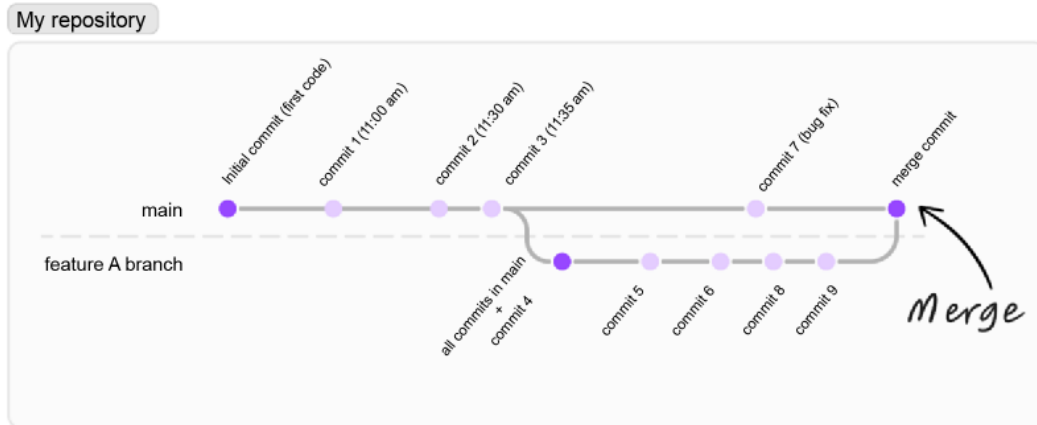 My repository
Initial commit (first code)
commit 1 (11:00 am)
commit 2 (11:30 am)
commit 3 (11:35 am)
commit 7 (bug fix)
merge commit
main
feature A branch
all commits in main
+
commit 4
commit 5
commit 6
commit 8
commit 9
Merge